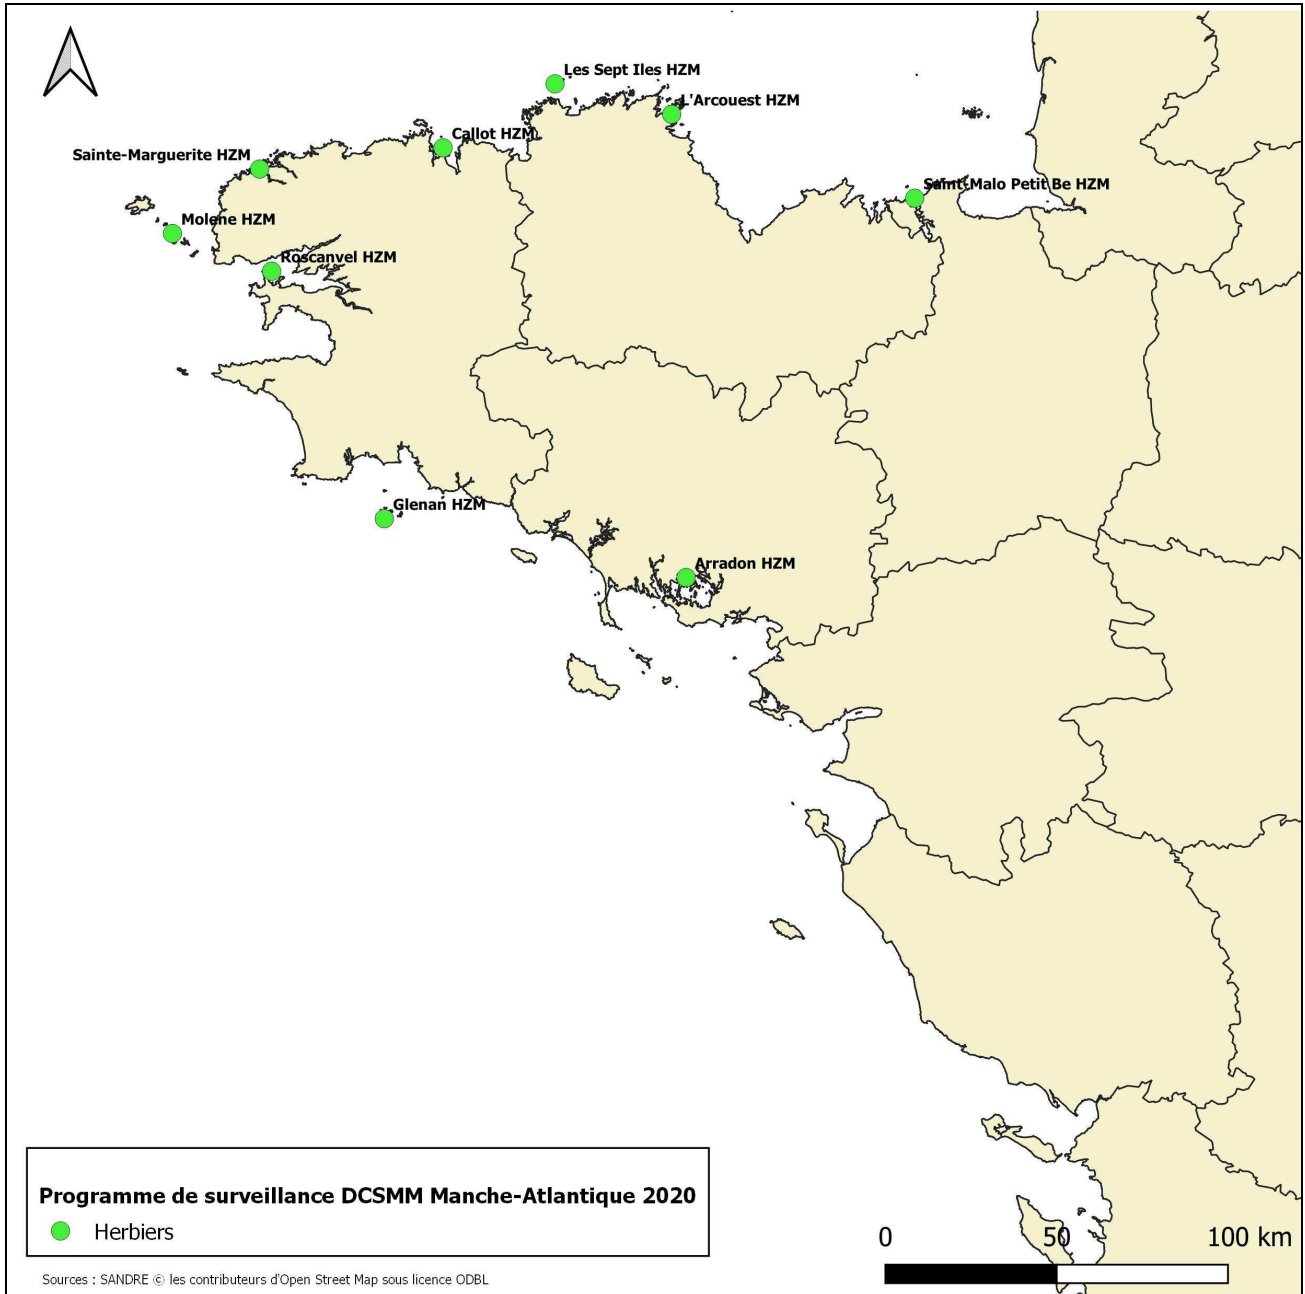 Les Sept Iles HZM
L'Arcouest HZM
Callot HZM
Sainte-Marguerite HZM
Saint-Malo Petit Be HZM
Molene HZM
Roscanvel HZM
Glenan HZM
Arradon HZM
Programme de surveillance DCSMM Manche-Atlantique 2020
Herbiers
0 50 100 km
Sources : SANDRE © les contributeurs d'Open Street Map sous licence ODBL